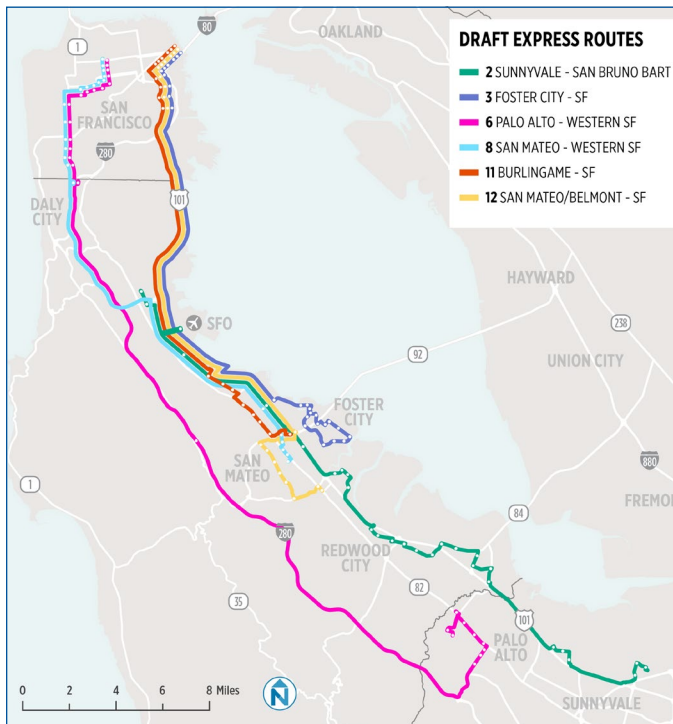 DRAFT EXPRESS ROUTES
2 SUNNYVALE - SAN BRUNO BART
3 FOSTER CITY - SF
6 PALO ALTO - WESTERN SF
8 SAN MATEO - WESTERN SF
11 BURLINGAME - SF
12 SAN MATEO/BELMONT - SF
80
1
OAKLAND
SAN
FRANCISCO
280
DALY
CITY
101
HAYWARD
SFO
238
92
UNION CITY
FOSTER
CITY
880
SAN
MATEO
1
FREMO
84
280
REDWOOD
CITY
82
35
101
PALO
ALTO
SUNNYVALE
0 2 4 6 8 Miles
N